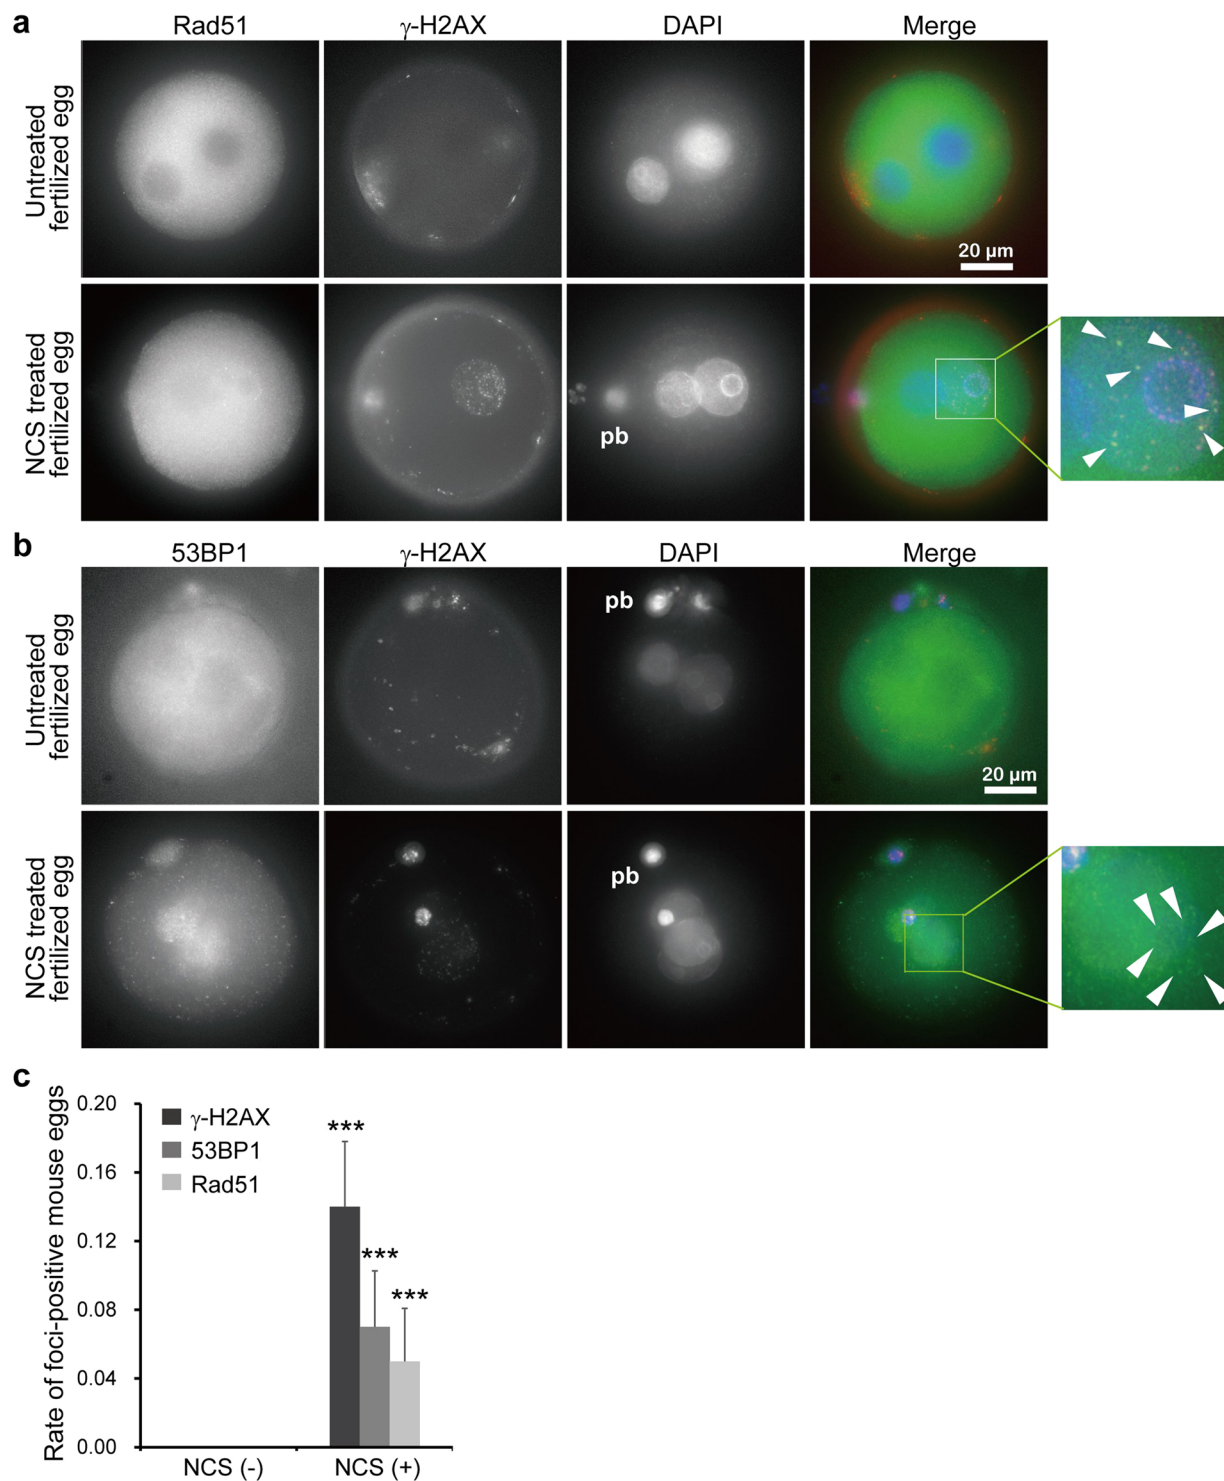 a
Rad51 γ-H2AX DAPI Merge
Untreated
fertilized egg
20 µm
NCS treated
fertilized egg
pb
b
53BP1 γ-H2AX DAPI Merge
Untreated
fertilized egg
pb
20 µm
NCS treated
fertilized egg
pb
c
Rate of foci-positive mouse eggs
0.20
0.16
0.12
0.08
0.04
0.00
γ-H2AX
53BP1
Rad51
***
***
***
NCS (-) NCS (+)